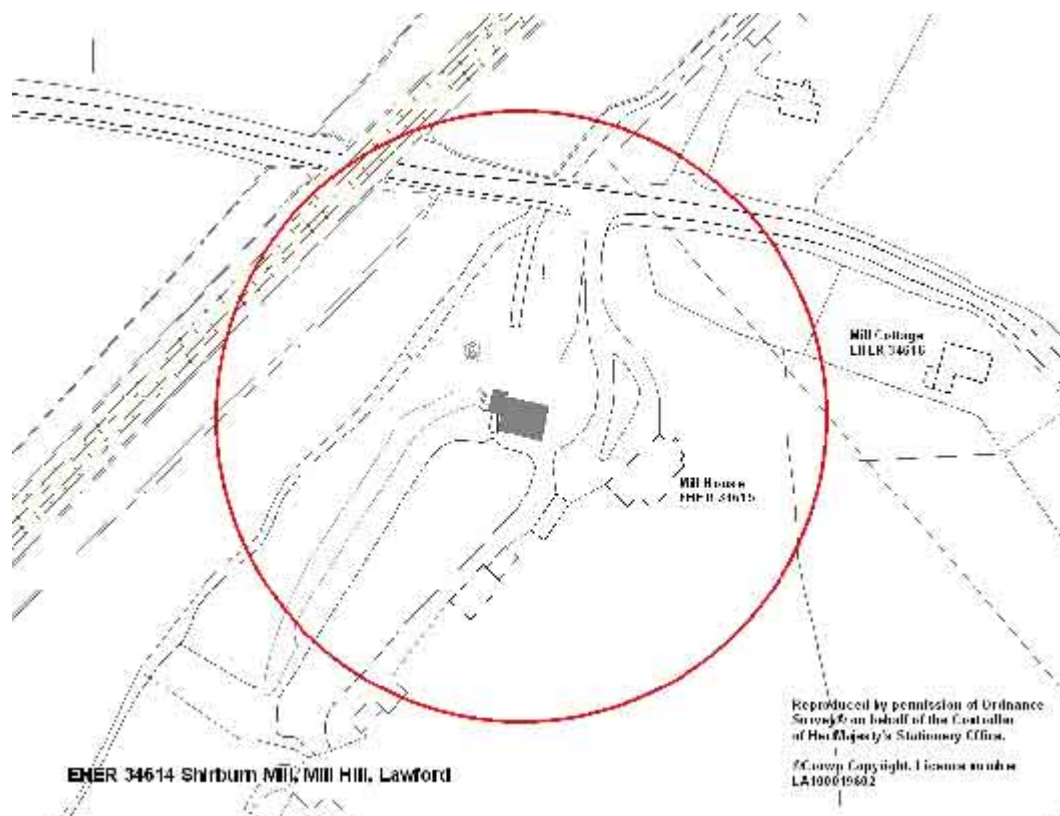 Mill Cottage
EHER 34616
Mill House
EHER 34615
Reproduced by permission of Ordnance
Survey® on behalf of the Controller
of Her Majesty's Stationery Office.
©Crown Copyright. Licence number
LA100019602
EHER 34614 Shirburn Mill, Mill Hill, Lawford